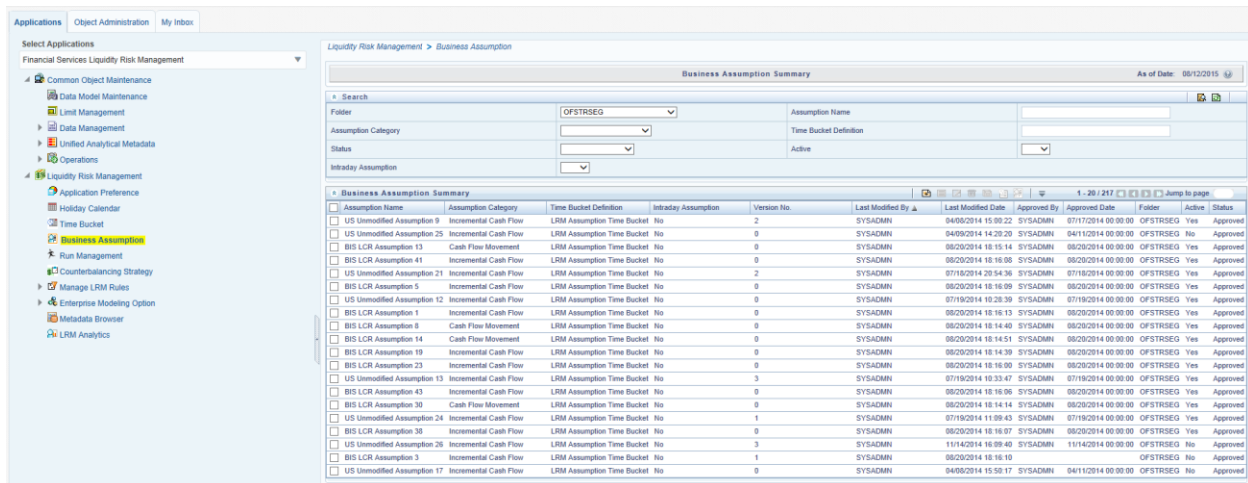 Applications Object Administration My Inbox
Select Applications
Financial Services Liquidity Risk Management
Common Object Maintenance
Data Model Maintenance
Limit Management
Data Management
Unified Analytical Metadata
Operations
Liquidity Risk Management
Application Preference
Holiday Calendar
Time Bucket
Business Assumption
Run Management
Counterbalancing Strategy
Manage LRM Rules
Enterprise Modeling Option
Metadata Browser
LRM Analytics
Liquidity Risk Management > Business Assumption
Business Assumption Summary As of Date: 08/12/2015
Search
Folder OFSTRSEG Assumption Name
Assumption Category Time Bucket Definition
Status Active
Intraday Assumption
Business Assumption Summary 1 - 20 / 217 Jump to page
Assumption Name Assumption Category Time Bucket Definition Intraday Assumption Version No. Last Modified By Last Modified Date Approved By Approved Date Folder Active Status
US Unmodified Assumption 9 Incremental Cash Flow LRM Assumption Time Bucket No 2 SYSADMN 04/08/2014 15:00:22 SYSADMN 07/17/2014 00:00:00 OFSTRSEG Yes Approved
US Unmodified Assumption 25 Incremental Cash Flow LRM Assumption Time Bucket No 0 SYSADMN 04/09/2014 14:20:20 SYSADMN 04/11/2014 00:00:00 OFSTRSEG No Approved
BIS LCR Assumption 13 Cash Flow Movement LRM Assumption Time Bucket No 0 SYSADMN 08/20/2014 18:15:14 SYSADMN 08/20/2014 00:00:00 OFSTRSEG Yes Approved
BIS LCR Assumption 41 Incremental Cash Flow LRM Assumption Time Bucket No 0 SYSADMN 08/20/2014 18:16:08 SYSADMN 08/20/2014 00:00:00 OFSTRSEG Yes Approved
US Unmodified Assumption 21 Incremental Cash Flow LRM Assumption Time Bucket No 2 SYSADMN 07/18/2014 20:54:36 SYSADMN 07/18/2014 00:00:00 OFSTRSEG Yes Approved
BIS LCR Assumption 5 Incremental Cash Flow LRM Assumption Time Bucket No 0 SYSADMN 08/20/2014 18:16:09 SYSADMN 08/20/2014 00:00:00 OFSTRSEG Yes Approved
US Unmodified Assumption 12 Incremental Cash Flow LRM Assumption Time Bucket No 0 SYSADMN 07/19/2014 10:28:39 SYSADMN 07/19/2014 00:00:00 OFSTRSEG Yes Approved
BIS LCR Assumption 1 Incremental Cash Flow LRM Assumption Time Bucket No 0 SYSADMN 08/20/2014 18:16:13 SYSADMN 08/20/2014 00:00:00 OFSTRSEG Yes Approved
BIS LCR Assumption 8 Cash Flow Movement LRM Assumption Time Bucket No 0 SYSADMN 08/20/2014 18:14:40 SYSADMN 08/20/2014 00:00:00 OFSTRSEG Yes Approved
BIS LCR Assumption 14 Cash Flow Movement LRM Assumption Time Bucket No 0 SYSADMN 08/20/2014 18:14:51 SYSADMN 08/20/2014 00:00:00 OFSTRSEG Yes Approved
BIS LCR Assumption 19 Incremental Cash Flow LRM Assumption Time Bucket No 0 SYSADMN 08/20/2014 18:14:39 SYSADMN 08/20/2014 00:00:00 OFSTRSEG Yes Approved
BIS LCR Assumption 23 Incremental Cash Flow LRM Assumption Time Bucket No 0 SYSADMN 08/20/2014 18:16:00 SYSADMN 08/20/2014 00:00:00 OFSTRSEG Yes Approved
US Unmodified Assumption 13 Incremental Cash Flow LRM Assumption Time Bucket No 3 SYSADMN 07/19/2014 10:33:47 SYSADMN 07/19/2014 00:00:00 OFSTRSEG Yes Approved
BIS LCR Assumption 43 Incremental Cash Flow LRM Assumption Time Bucket No 0 SYSADMN 08/20/2014 18:16:06 SYSADMN 08/20/2014 00:00:00 OFSTRSEG Yes Approved
BIS LCR Assumption 30 Cash Flow Movement LRM Assumption Time Bucket No 0 SYSADMN 08/20/2014 18:14:14 SYSADMN 08/20/2014 00:00:00 OFSTRSEG Yes Approved
US Unmodified Assumption 24 Incremental Cash Flow LRM Assumption Time Bucket No 1 SYSADMN 07/19/2014 11:09:43 SYSADMN 07/19/2014 00:00:00 OFSTRSEG Yes Approved
BIS LCR Assumption 38 Incremental Cash Flow LRM Assumption Time Bucket No 0 SYSADMN 08/20/2014 18:16:07 SYSADMN 08/20/2014 00:00:00 OFSTRSEG Yes Approved
US Unmodified Assumption 26 Incremental Cash Flow LRM Assumption Time Bucket No 3 SYSADMN 11/14/2014 16:09:40 SYSADMN 11/14/2014 00:00:00 OFSTRSEG No Approved
BIS LCR Assumption 3 Incremental Cash Flow LRM Assumption Time Bucket No 1 SYSADMN 08/20/2014 18:16:10 OFSTRSEG No Approved
US Unmodified Assumption 17 Incremental Cash Flow LRM Assumption Time Bucket No 0 SYSADMN 04/08/2014 15:50:17 SYSADMN 04/11/2014 00:00:00 OFSTRSEG No Approved